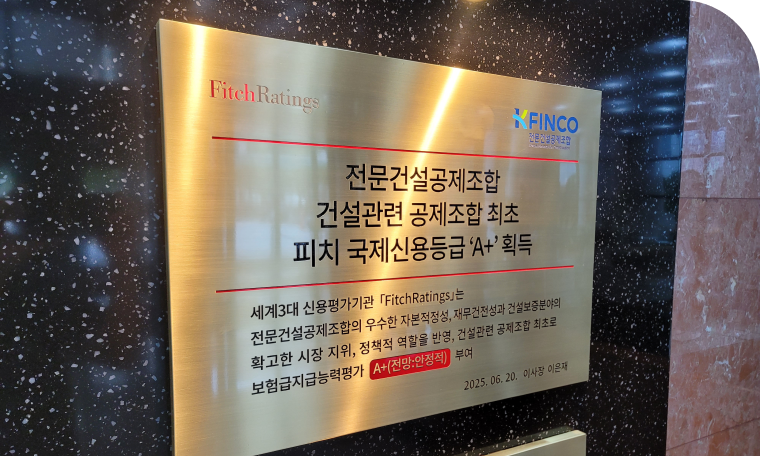 FitchRatings
KFINCO
전문건설공제조합
전문건설공제조합
건설관련 공제조합 최초
피치 국제신용등급 ‘A+’ 획득
세계3대 신용평가기관 「FitchRatings」는
전문건설공제조합의 우수한 자본적정성, 재무건전성과 건설보증분야의
확고한 시장 지위, 정책적 역할을 반영, 건설관련 공제조합 최초로
보험금지급능력평가 A+(전망:안정적) 부여
2025. 06. 20. 이사장 이은재